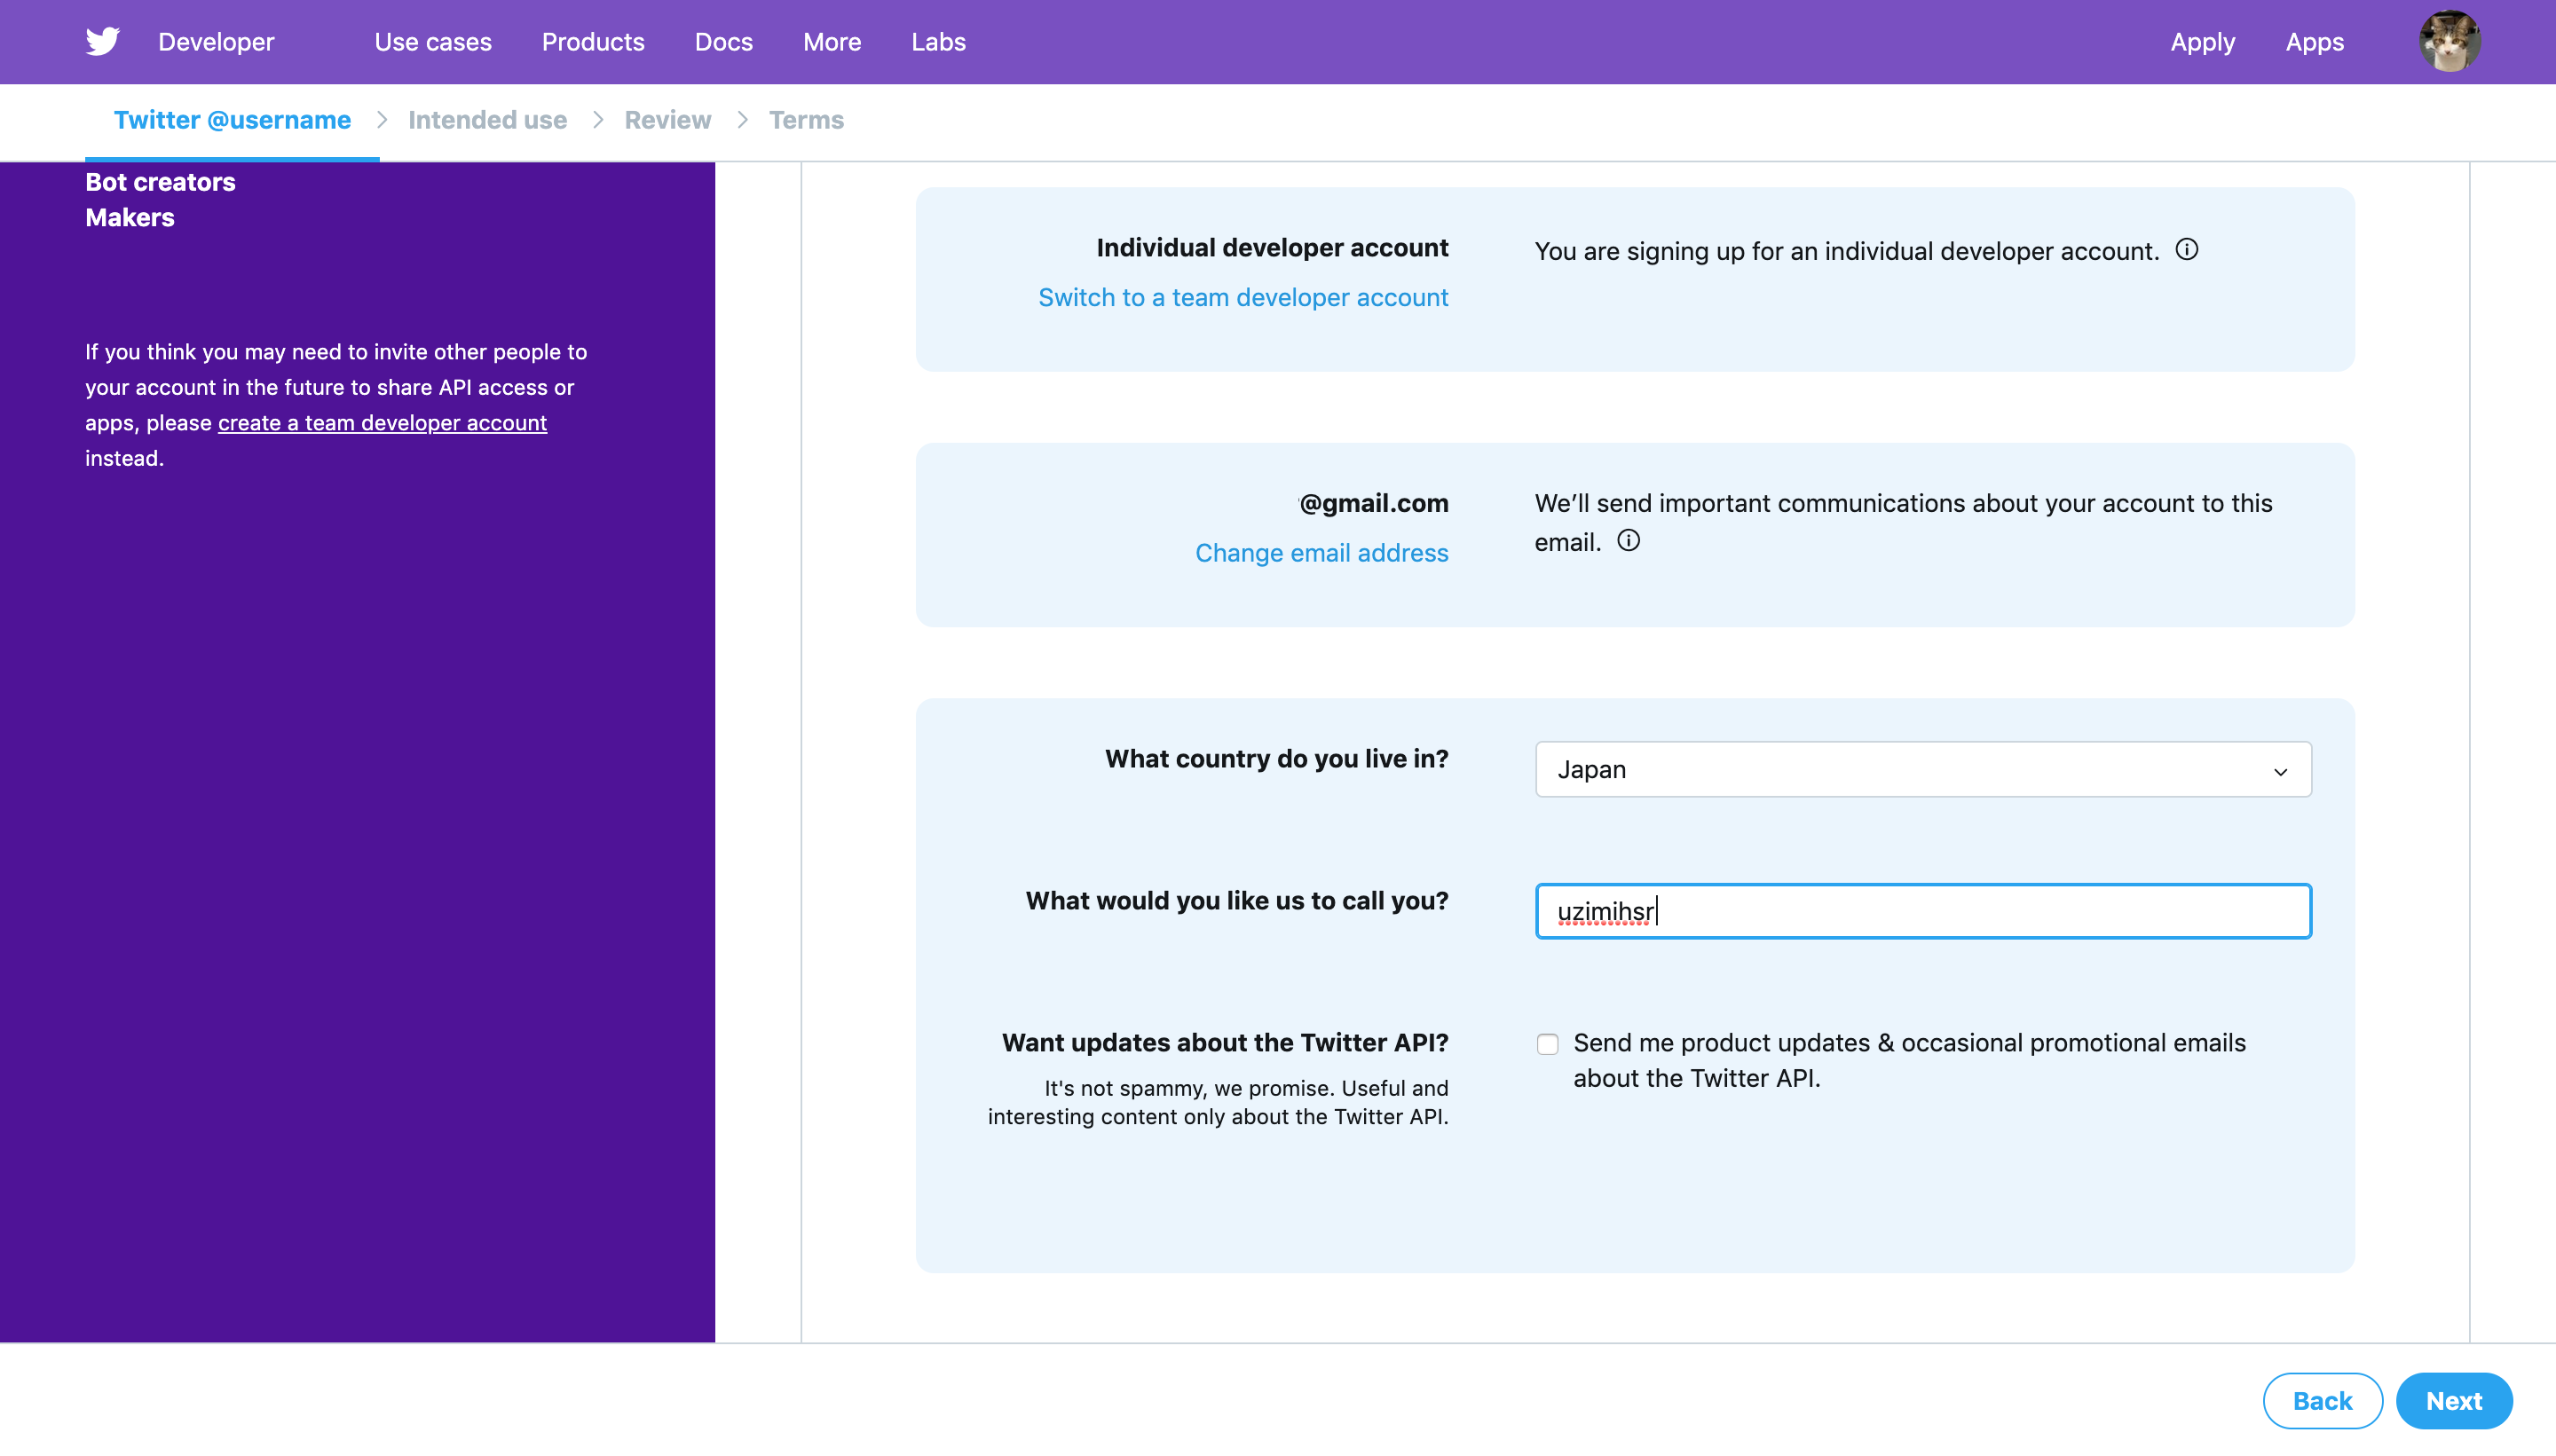 Developer Use cases Products Docs More Labs Apply Apps
Twitter @username > Intended use > Review > Terms
Bot creators
Makers
If you think you may need to invite other people to
your account in the future to share API access or
apps, please create a team developer account
instead.
Individual developer account
Switch to a team developer account
You are signing up for an individual developer account.
@gmail.com
Change email address
We’ll send important communications about your account to this
email.
What country do you live in?
Japan
What would you like us to call you?
uzimihsr
Want updates about the Twitter API?
It's not spammy, we promise. Useful and
interesting content only about the Twitter API.
Send me product updates & occasional promotional emails
about the Twitter API.
Back Next